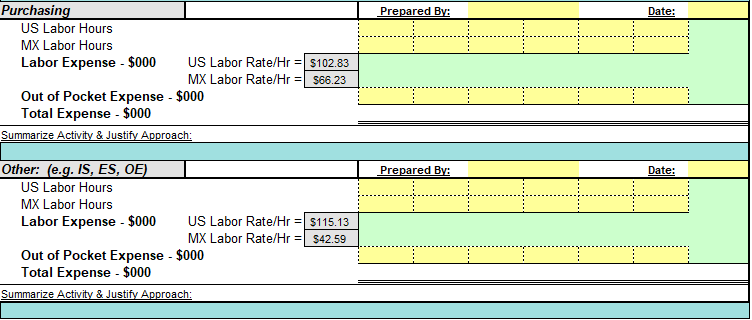 Purchasing Prepared By: Date:
US Labor Hours
MX Labor Hours
Labor Expense - $000 US Labor Rate/Hr = $102.83
MX Labor Rate/Hr = $66.23
Out of Pocket Expense - $000
Total Expense - $000
Summarize Activity & Justify Approach:
Other: (e.g. IS, ES, OE) Prepared By: Date:
US Labor Hours
MX Labor Hours
Labor Expense - $000 US Labor Rate/Hr = $115.13
MX Labor Rate/Hr = $42.59
Out of Pocket Expense - $000
Total Expense - $000
Summarize Activity & Justify Approach: